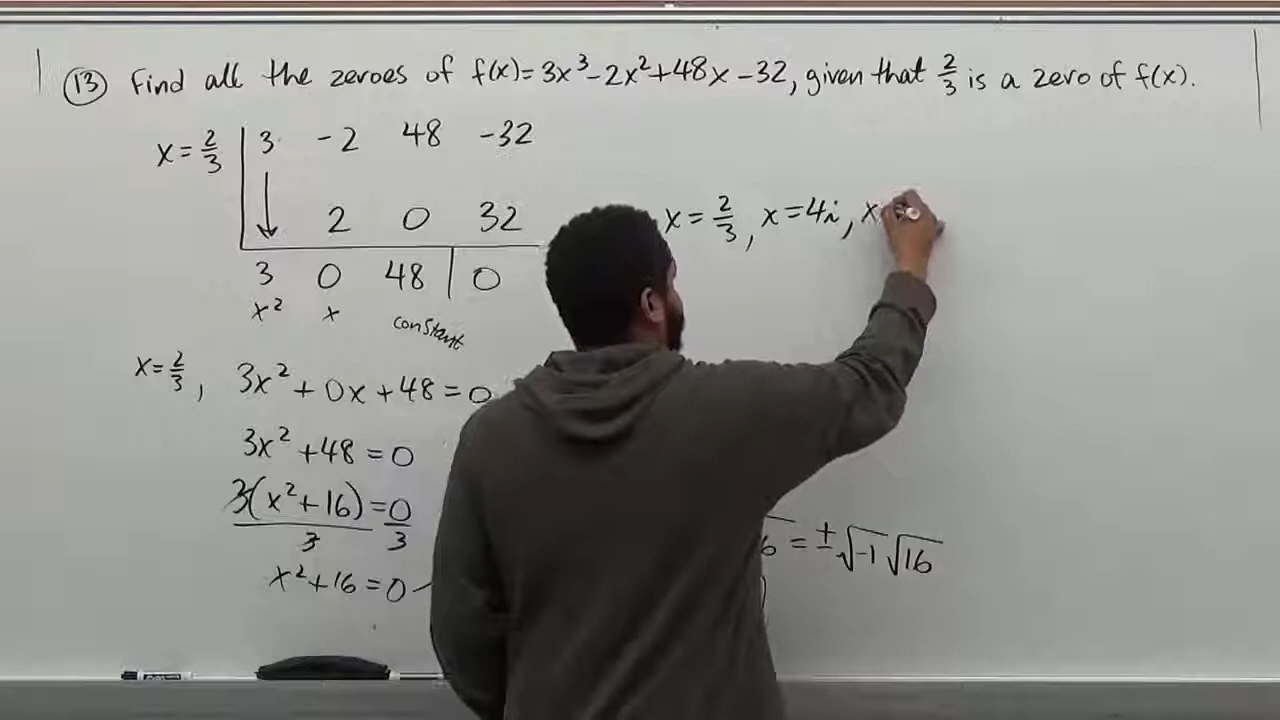 (13) Find all the zeroes of f(x)=3x³-2x²+48x-32, given that 2/3 is a zero of f(x).
x=2/3 | 3 -2 48 -32
2 0 32
3 0 48 | 0
x² x constant
x=2/3, 3x²+0x+48=0
3x²+48=0
3(x²+16)=0
3 3
x²+16=0
x=2/3, x=4i, x
6 = ±√-1 √16